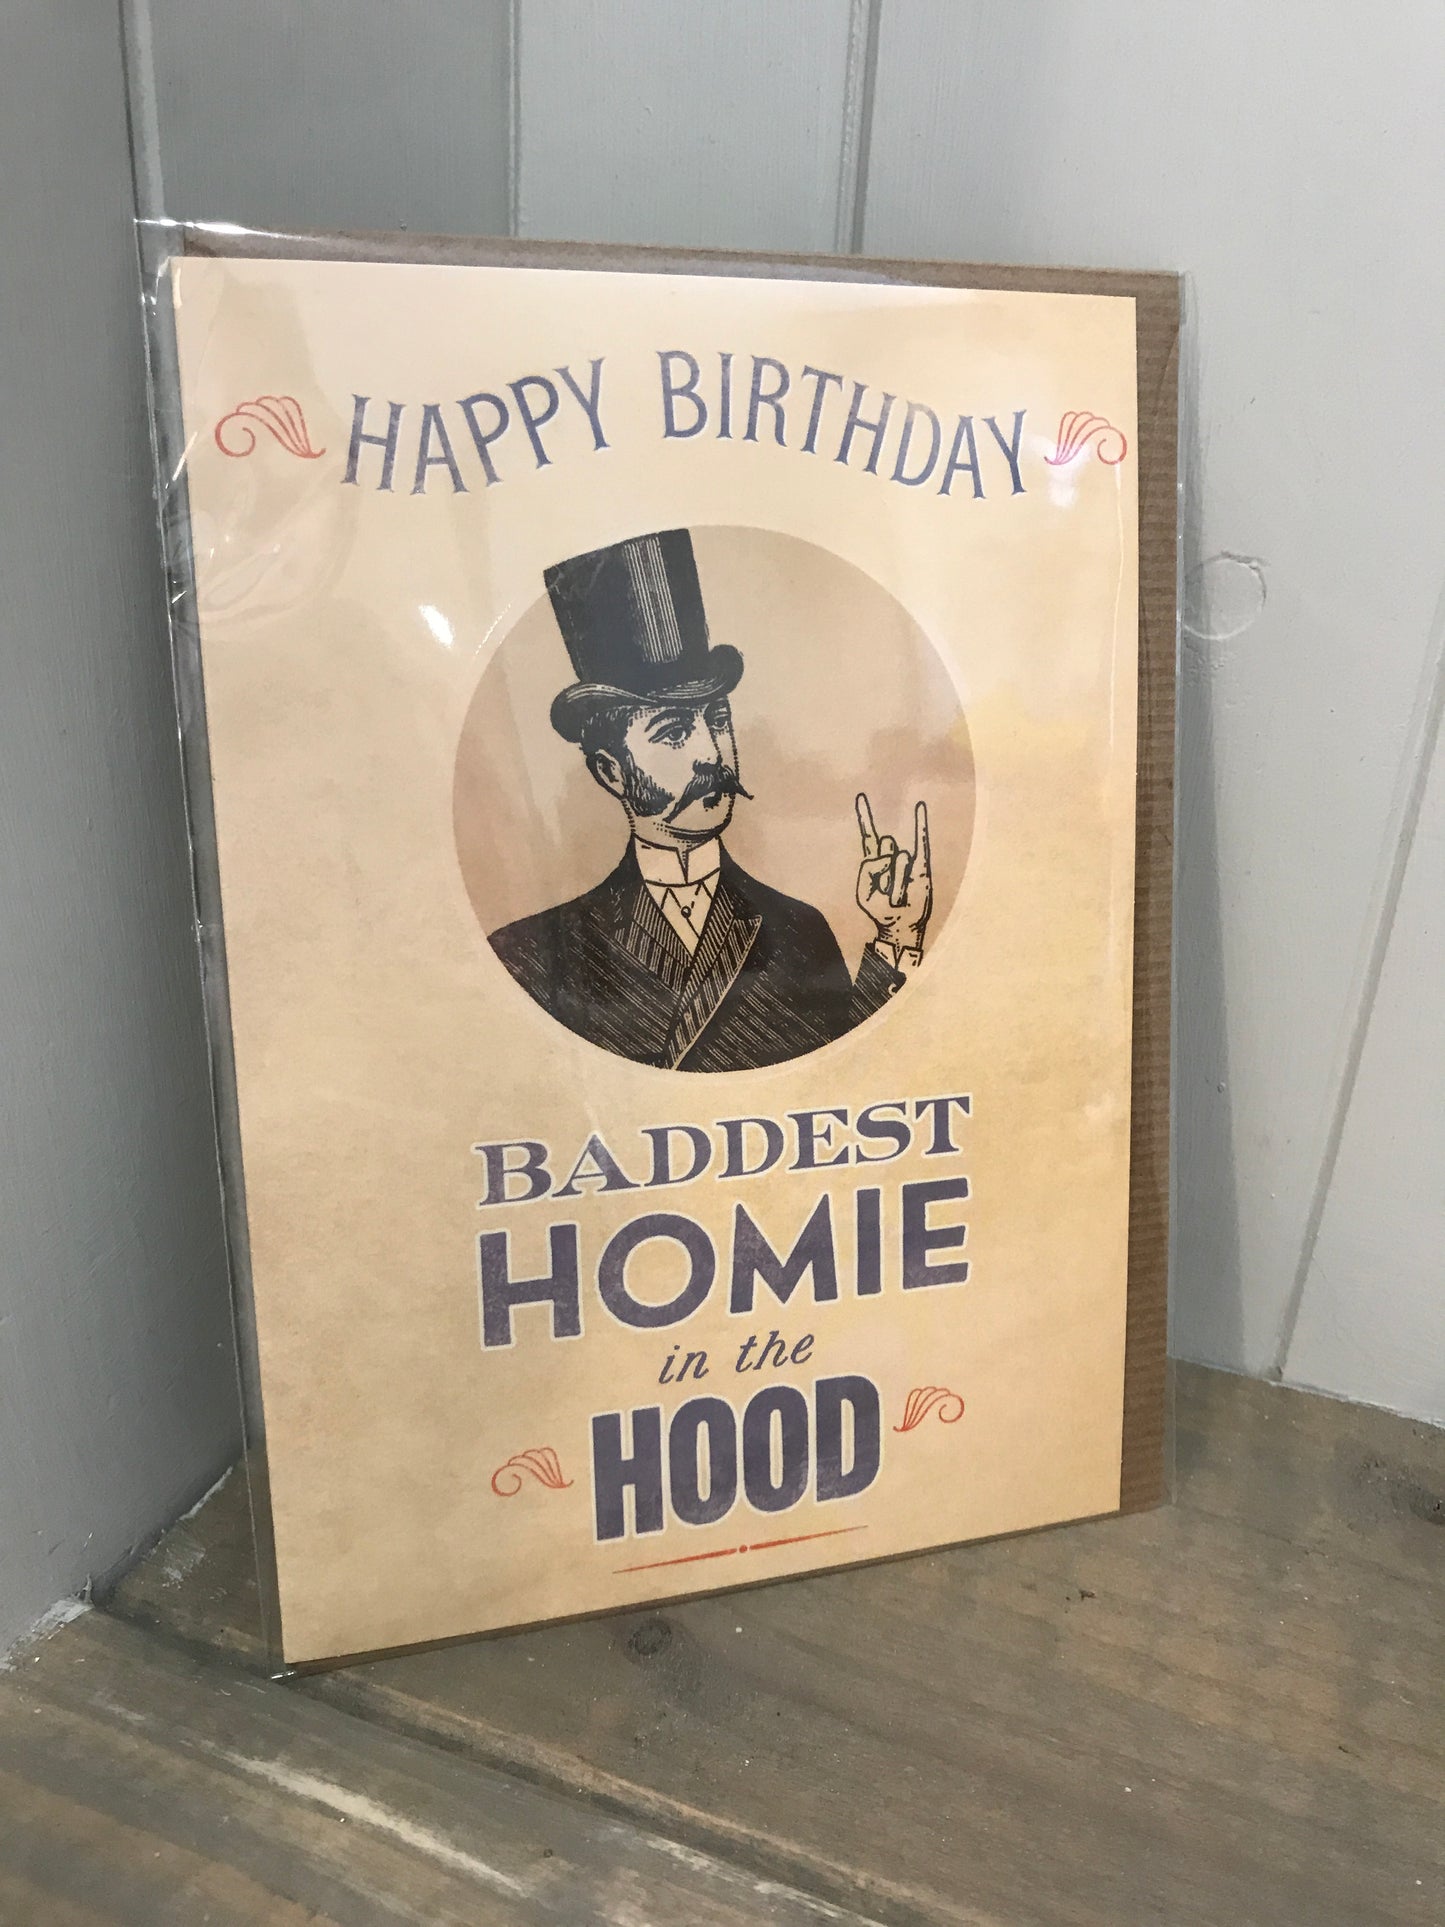 HAPPY BIRTHDAY
BADDEST
HOMIE
in the
HOOD